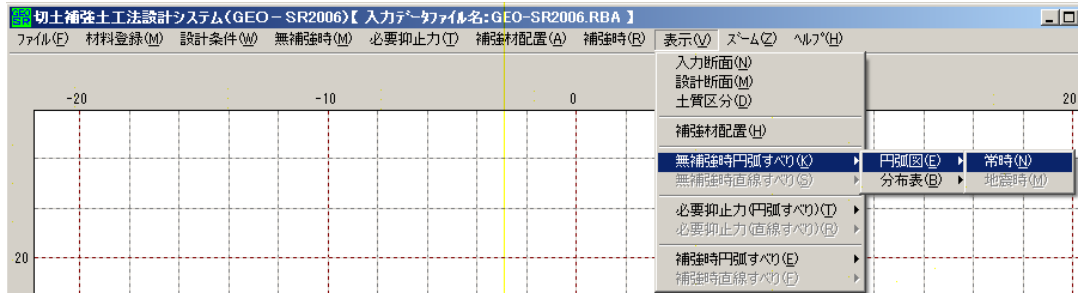 GEO SR 切土補強土工法設計システム(GEO－SR2006)【 入力ﾃﾞｰﾀﾌｧｲﾙ名:GEO-SR2006.RBA 】
ﾌｧｲﾙ(F) 材料登録(M) 設計条件(W) 無補強時(M) 必要抑止力(T) 補強材配置(A) 補強時(R) 表示(V) ｽﾞｰﾑ(Z) ﾍﾙﾌﾟ(H)
入力断面(N)
設計断面(M)
-20 -10 0 土質区分(D) 20
補強材配置(H)
無補強時円弧すべり(K) 円弧図(E) 常時(N)
無補強時直線すべり(S) 分布表(B) 地震時(M)
必要抑止力(円弧すべり)(T)
必要抑止力(直線すべり)(R)
20 補強時円弧すべり(E)
補強時直線すべり(F)